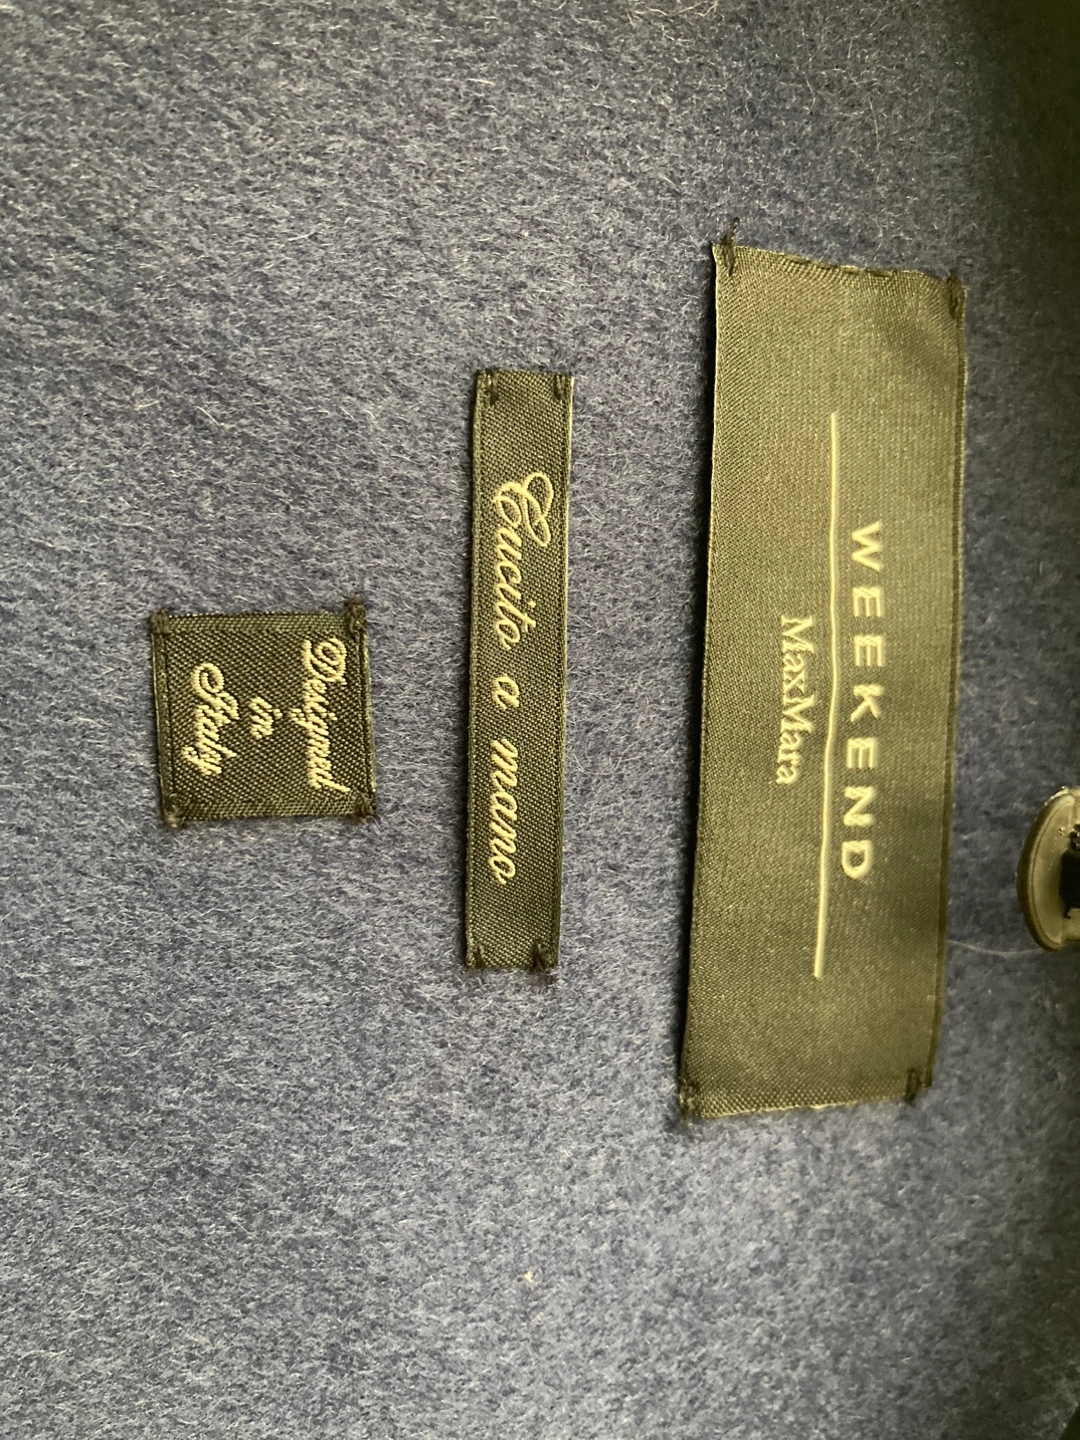 WEEKEND
MaxMara
Cucito a mano
Designed
in
Italy